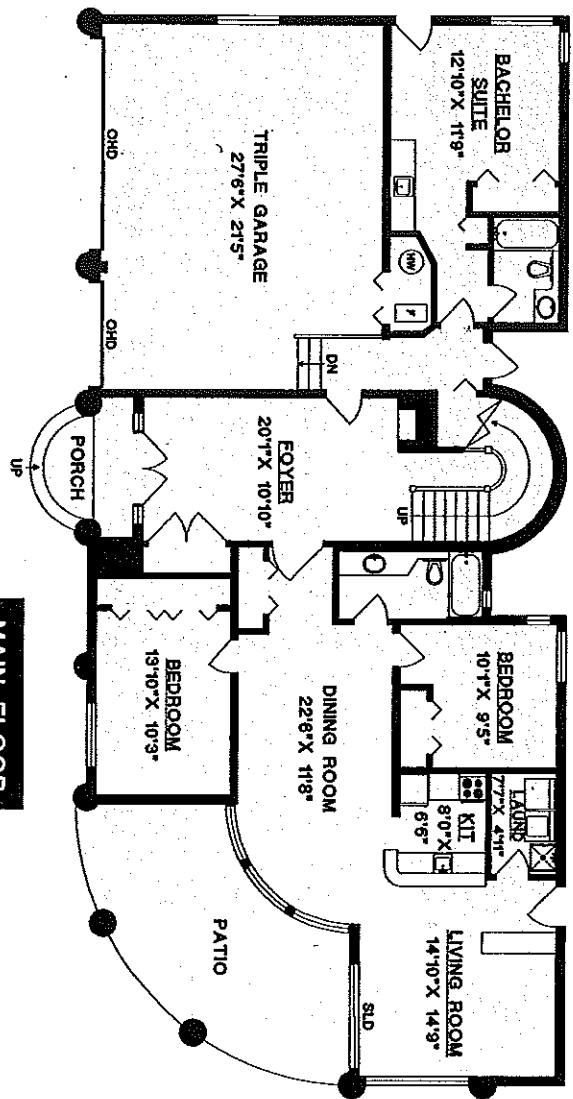 BACHELOR
SUITE
12'10"X 11'9"
TRIPLE GARAGE
27'6"X 21'5"
OHD
OHD
HW
F
DN
FOYER
20'1"X 10'10"
UP
PORCH
UP
BEDROOM
10'1"X 9'5"
BEDROOM
13'10"X 10'3"
DINING ROOM
22'6"X 11'8"
LAUND
7'7"X 4'11"
KIT
8'0"X
6'6"
LIVING ROOM
14'10"X 14'9"
SLD
PATIO
MAIN FLOOR